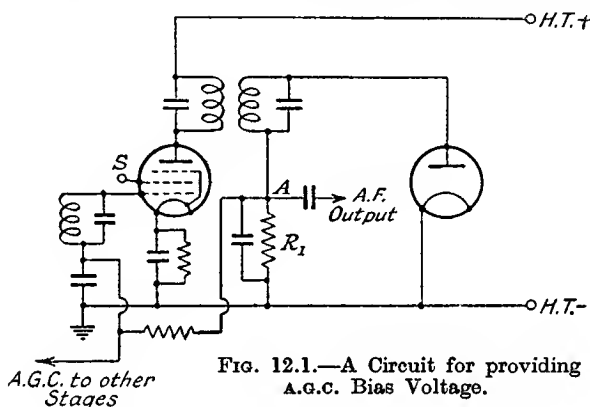 H.T.+
S
A
A.F.
Output
R1
H.T.-
A.G.C. to other
Stages
FIG. 12.1.—A Circuit for providing
A.G.C. Bias Voltage.